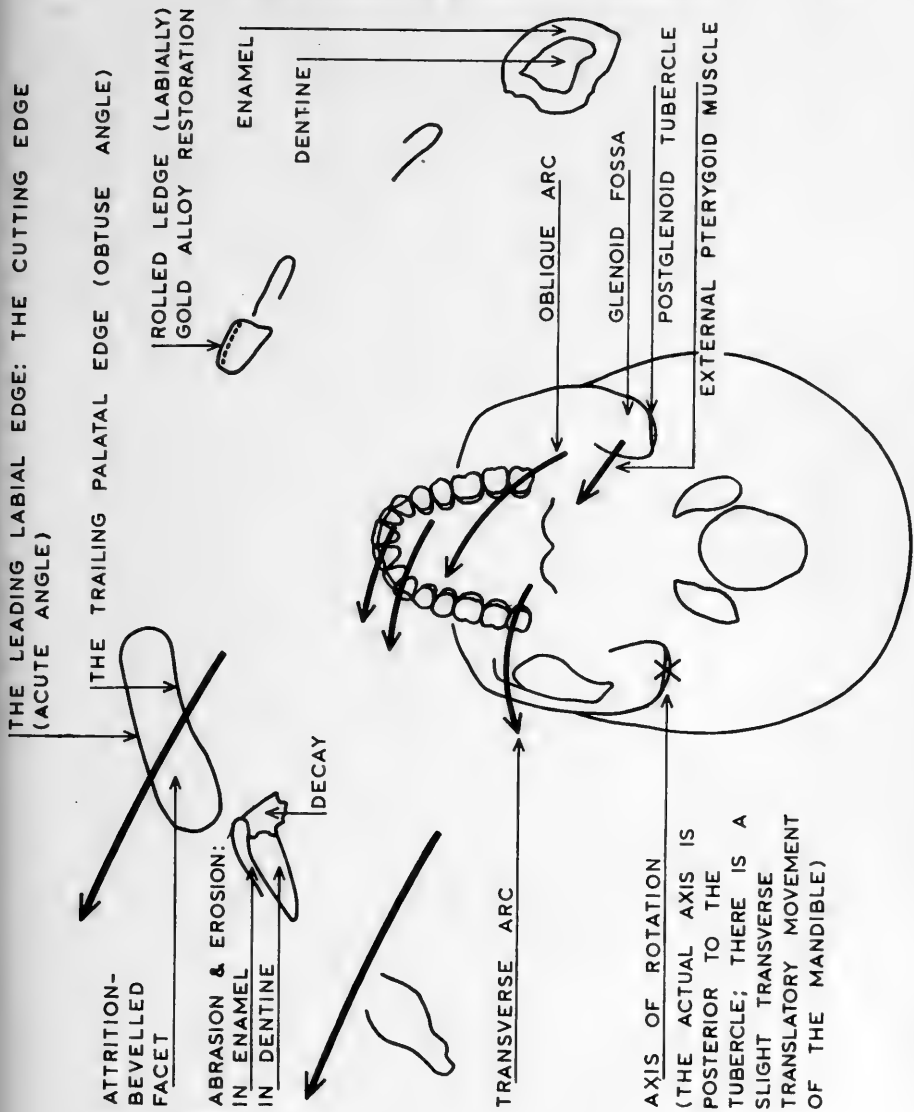 THE LEADING LABIAL EDGE: THE CUTTING EDGE
(ACUTE ANGLE)
THE TRAILING PALATAL EDGE (OBTUSE ANGLE)
ROLLED LEDGE (LABIALLY)
GOLD ALLOY RESTORATION
ENAMEL
DENTINE
ATTRITION-
BEVELLED
FACET
ABRASION & EROSION:
IN ENAMEL
IN DENTINE
DECAY
OBLIQUE ARC
GLENOID FOSSA
POSTGLENOID TUBERCLE
EXTERNAL PTERYGOID MUSCLE
TRANSVERSE ARC
AXIS OF ROTATION
(THE ACTUAL AXIS IS
POSTERIOR TO THE
TUBERCLE; THERE IS A
SLIGHT TRANSVERSE
TRANSLATORY MOVEMENT
OF THE MANDIBLE)